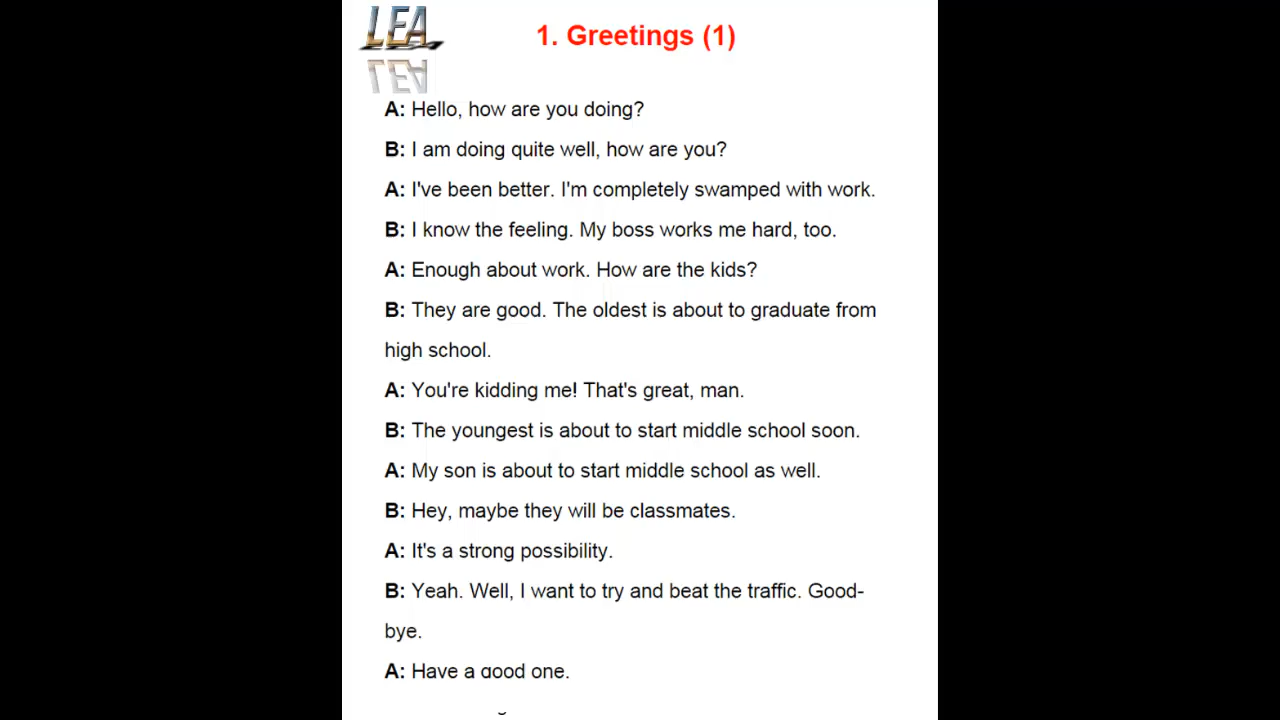 LEA
1. Greetings (1)
A: Hello, how are you doing?
B: I am doing quite well, how are you?
A: I've been better. I'm completely swamped with work.
B: I know the feeling. My boss works me hard, too.
A: Enough about work. How are the kids?
B: They are good. The oldest is about to graduate from
high school.
A: You're kidding me! That's great, man.
B: The youngest is about to start middle school soon.
A: My son is about to start middle school as well.
B: Hey, maybe they will be classmates.
A: It's a strong possibility.
B: Yeah. Well, I want to try and beat the traffic. Good-
bye.
A: Have a good one.